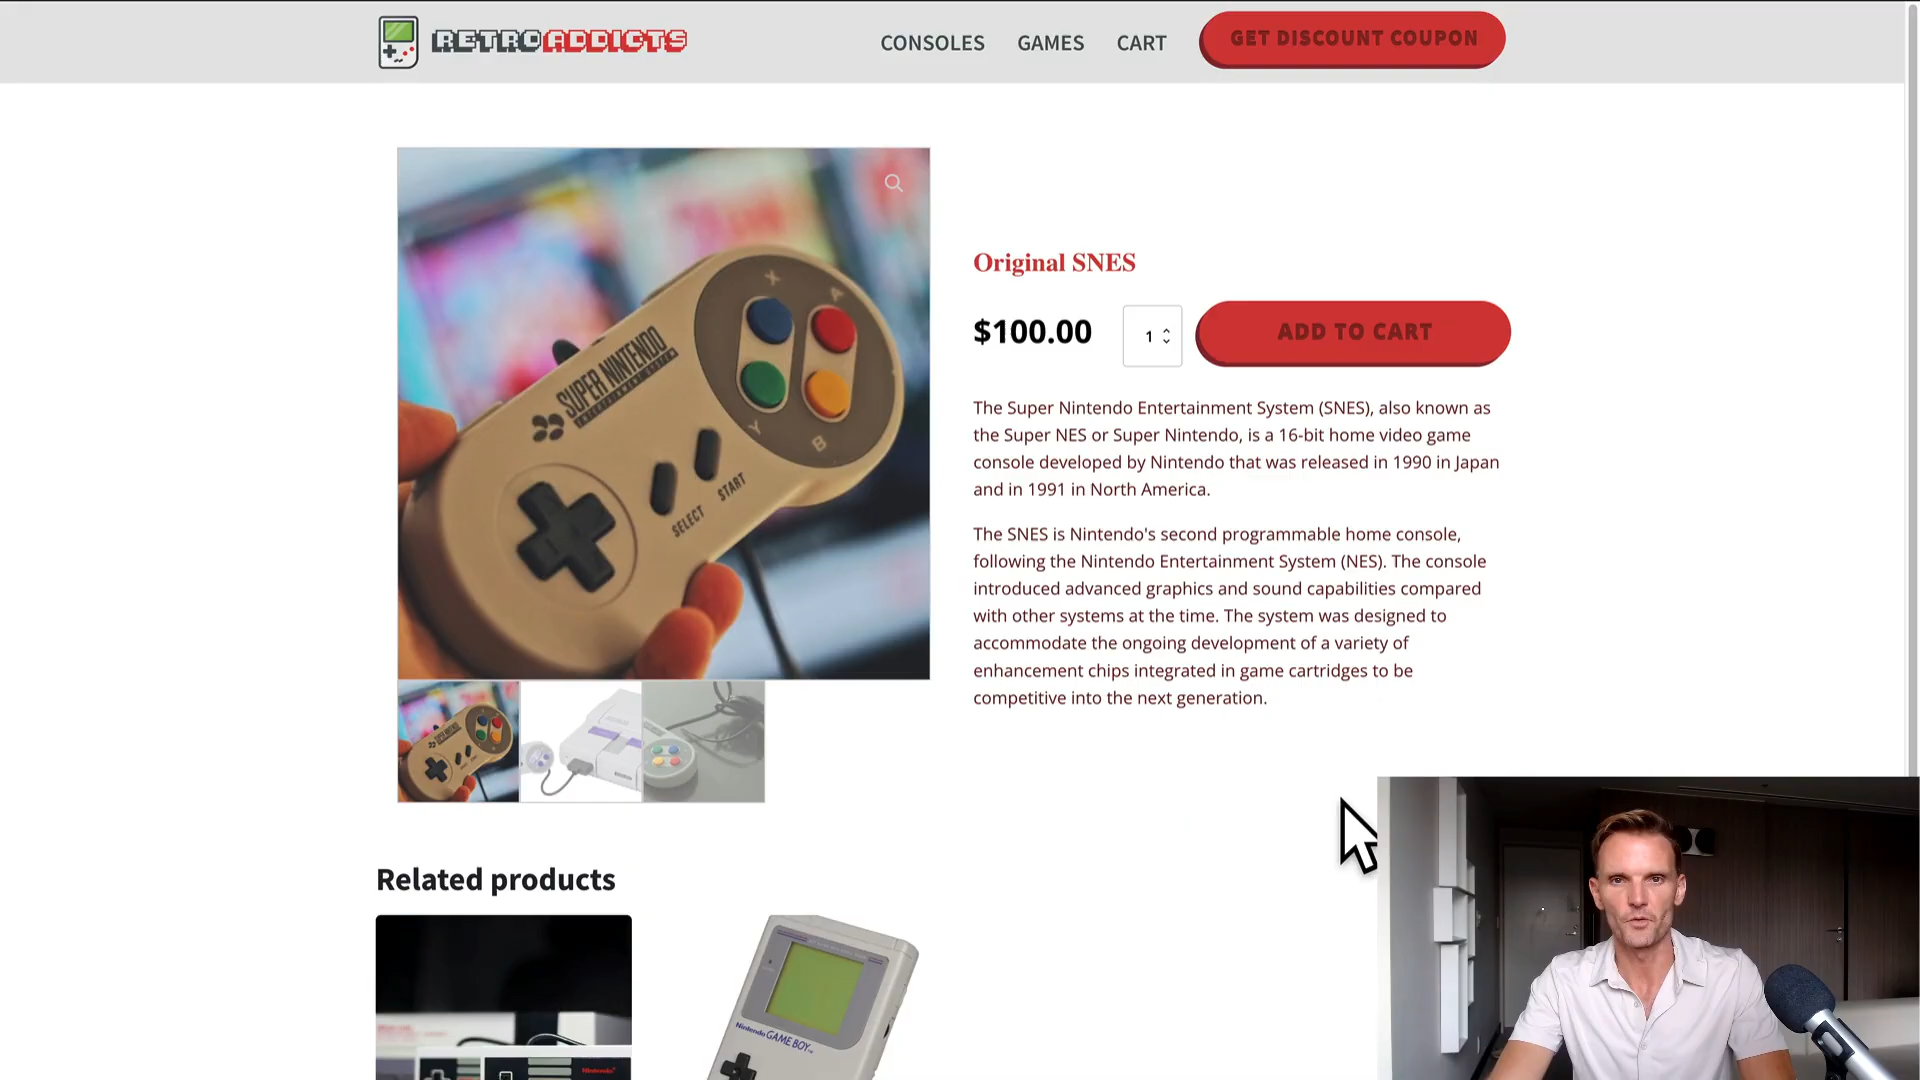 RETROADDICTS
CONSOLES
GAMES
CART
GET DISCOUNT COUPON
X
A
Y
B
SUPER NINTENDO
ENTERTAINMENT SYSTEM
SELECT
START
Original SNES
$100.00
1
ADD TO CART
The Super Nintendo Entertainment System (SNES), also known as
the Super NES or Super Nintendo, is a 16-bit home video game
console developed by Nintendo that was released in 1990 in Japan
and in 1991 in North America.
The SNES is Nintendo's second programmable home console,
following the Nintendo Entertainment System (NES). The console
introduced advanced graphics and sound capabilities compared
with other systems at the time. The system was designed to
accommodate the ongoing development of a variety of
enhancement chips integrated in game cartridges to be
competitive into the next generation.
Related products
Nintendo
Nintendo GAME BOY